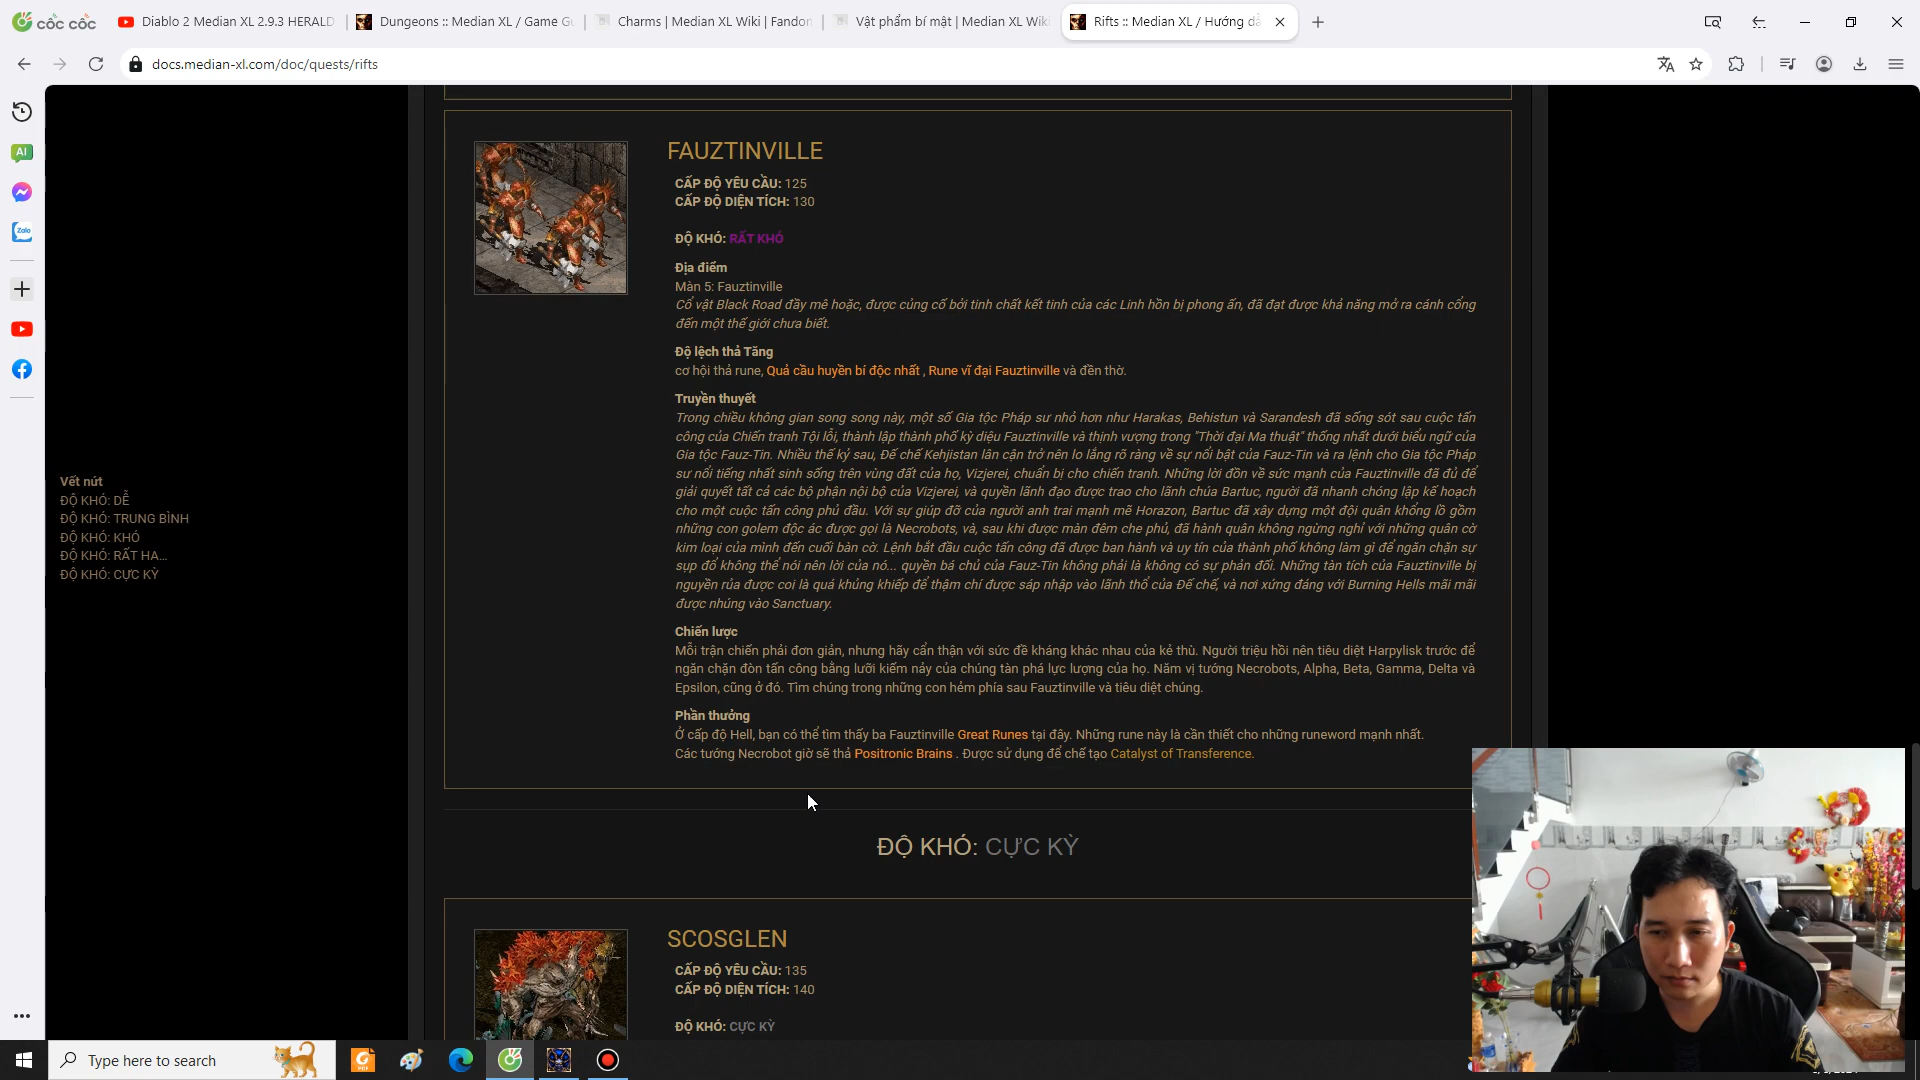 cốc cốc
Diablo 2 Median XL 2.9.3 HERALD
Dungeons :: Median XL / Game Gu
Charms | Median XL Wiki | Fandom
Vật phẩm bí mật | Median XL Wiki
Rifts :: Median XL / Hướng dẫ
docs.median-xl.com/doc/quests/rifts
AI
Zalo
FAUZTINVILLE
CẤP ĐỘ YÊU CẦU: 125
CẤP ĐỘ DIỆN TÍCH: 130
ĐỘ KHÓ: RẤT KHÓ
Địa điểm
Màn 5: Fauztinville
Cổ vật Black Road đầy mê hoặc, được củng cố bởi tinh chất kết tinh của các Linh hồn bị phong ấn, đã đạt được khả năng mở ra cánh cổng
đến một thế giới chưa biết.
Độ lệch thả Tăng
cơ hội thả rune, Quả cầu huyền bí độc nhất , Rune vĩ đại Fauztinville và đền thờ.
Truyền thuyết
Trong chiều không gian song song này, một số Gia tộc Pháp sư nhỏ hơn như Harakas, Behistun và Sarandesh đã sống sót sau cuộc tấn
công của Chiến tranh Tội lỗi, thành lập thành phố kỳ diệu Fauztinville và thịnh vượng trong "Thời đại Ma thuật" thống nhất dưới biểu ngữ của
Gia tộc Fauz-Tin. Nhiều thế kỷ sau, Đế chế Kehjistan lân cận trở nên lo lắng rõ ràng về sự nổi bật của Fauz-Tin và ra lệnh cho Gia tộc Pháp
sư nổi tiếng nhất sinh sống trên vùng đất của họ, Vizjerei, chuẩn bị cho chiến tranh. Những lời đồn về sức mạnh của Fauztinville đã đủ để
giải quyết tất cả các bộ phận nội bộ của Vizjerei, và quyền lãnh đạo được trao cho lãnh chúa Bartuc, người đã nhanh chóng lập kế hoạch
cho một cuộc tấn công phủ đầu. Với sự giúp đỡ của người anh trai mạnh mẽ Horazon, Bartuc đã xây dựng một đội quân khổng lồ gồm
những con golem độc ác được gọi là Necrobots, và, sau khi được màn đêm che phủ, đã hành quân không ngừng nghỉ với những quân cờ
kim loại của mình đến cuối bàn cờ. Lệnh bắt đầu cuộc tấn công đã được ban hành và uy tín của thành phố không làm gì để ngăn chặn sự
sụp đổ không thể nói nên lời của nó... quyền bá chủ của Fauz-Tin không phải là không có sự phản đối. Những tàn tích của Fauztinville bị
nguyền rủa được coi là quá khủng khiếp để thậm chí được sáp nhập vào lãnh thổ của Đế chế, và nơi xứng đáng với Burning Hells mãi mãi
được nhúng vào Sanctuary.
Chiến lược
Mỗi trận chiến phải đơn giản, nhưng hãy cẩn thận với sức đề kháng khác nhau của kẻ thù. Người triệu hồi nên tiêu diệt Harpylisk trước để
ngăn chặn đòn tấn công bằng lưỡi kiếm nảy của chúng tàn phá lực lượng của họ. Năm vị tướng Necrobots, Alpha, Beta, Gamma, Delta và
Epsilon, cũng ở đó. Tìm chúng trong những con hẻm phía sau Fauztinville và tiêu diệt chúng.
Phần thưởng
Ở cấp độ Hell, bạn có thể tìm thấy ba Fauztinville Great Runes tại đây. Những rune này là cần thiết cho những runeword mạnh nhất.
Các tướng Necrobot giờ sẽ thả Positronic Brains . Được sử dụng để chế tạo Catalyst of Transference.
Vết nứt
ĐỘ KHÓ: DỄ
ĐỘ KHÓ: TRUNG BÌNH
ĐỘ KHÓ: KHÓ
ĐỘ KHÓ: RẤT HA...
ĐỘ KHÓ: CỰC KỲ
ĐỘ KHÓ: CỰC KỲ
SCOSGLEN
CẤP ĐỘ YÊU CẦU: 135
CẤP ĐỘ DIỆN TÍCH: 140
ĐỘ KHÓ: CỰC KỲ
Type here to search